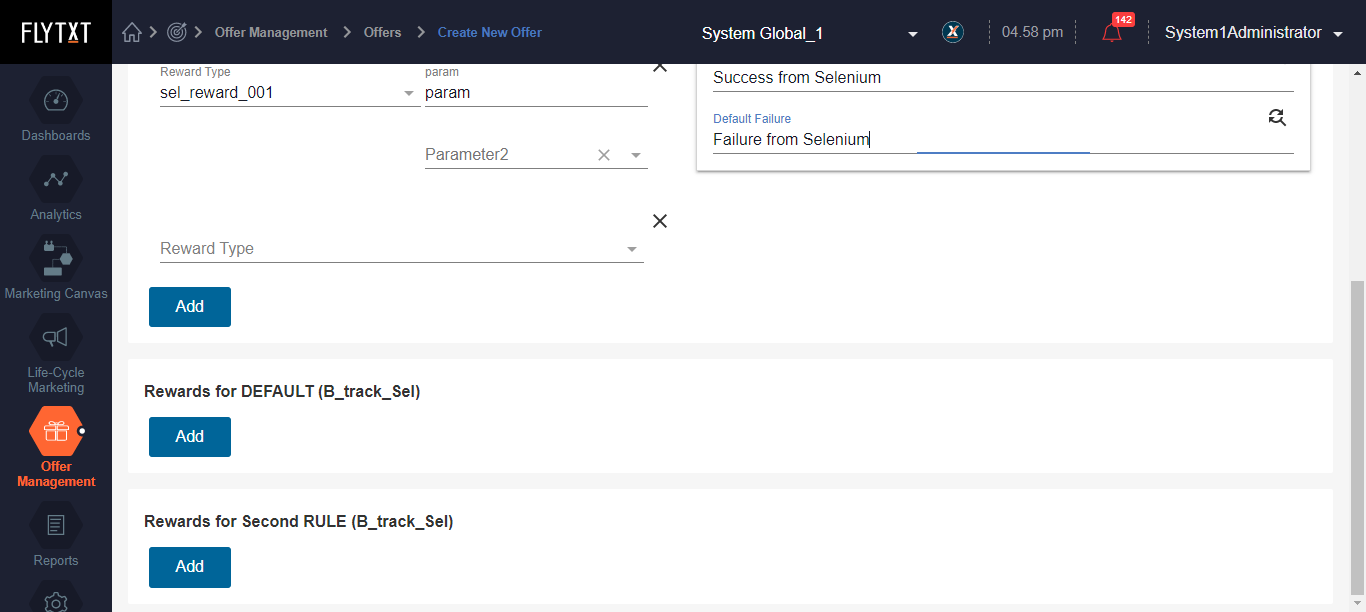 FLYTXT
Offer Management
Offers
Create New Offer
System Global_1
X
04.58 pm
142
System1Administrator
Dashboards
Analytics
Marketing Canvas
Life-Cycle
Marketing
Offer
Management
Reports
Reward Type
sel_reward_001
param
param
Parameter2
Reward Type
Add
Success from Selenium
Default Failure
Failure from Selenium
Rewards for DEFAULT (B_track_Sel)
Add
Rewards for Second RULE (B_track_Sel)
Add